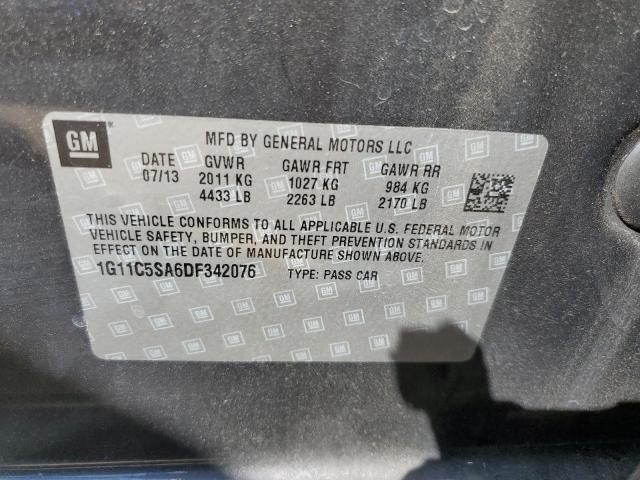 GM
MFD BY GENERAL MOTORS LLC
DATE GVWR GAWR FRT GAWR RR
07/13 2011 KG 1027 KG 984 KG
4433 LB 2263 LB 2170 LB
THIS VEHICLE CONFORMS TO ALL APPLICABLE U.S. FEDERAL MOTOR
VEHICLE SAFETY, BUMPER, AND THEFT PREVENTION STANDARDS IN
EFFECT ON THE DATE OF MANUFACTURE SHOWN ABOVE.
1G11C5SA6DF342076 TYPE: PASS CAR